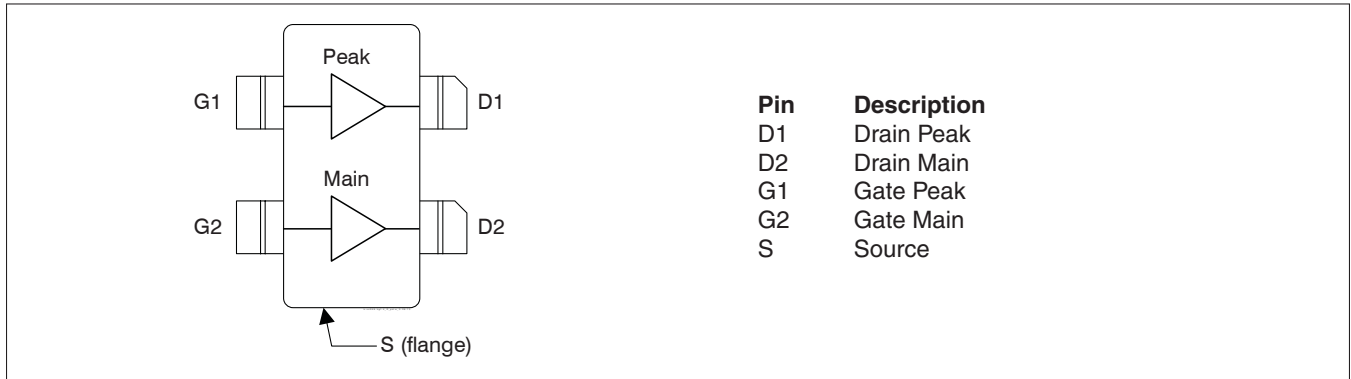 Peak
G1
D1
Main
G2
D2
S (flange)
Pin Description
D1 Drain Peak
D2 Drain Main
G1 Gate Peak
G2 Gate Main
S Source